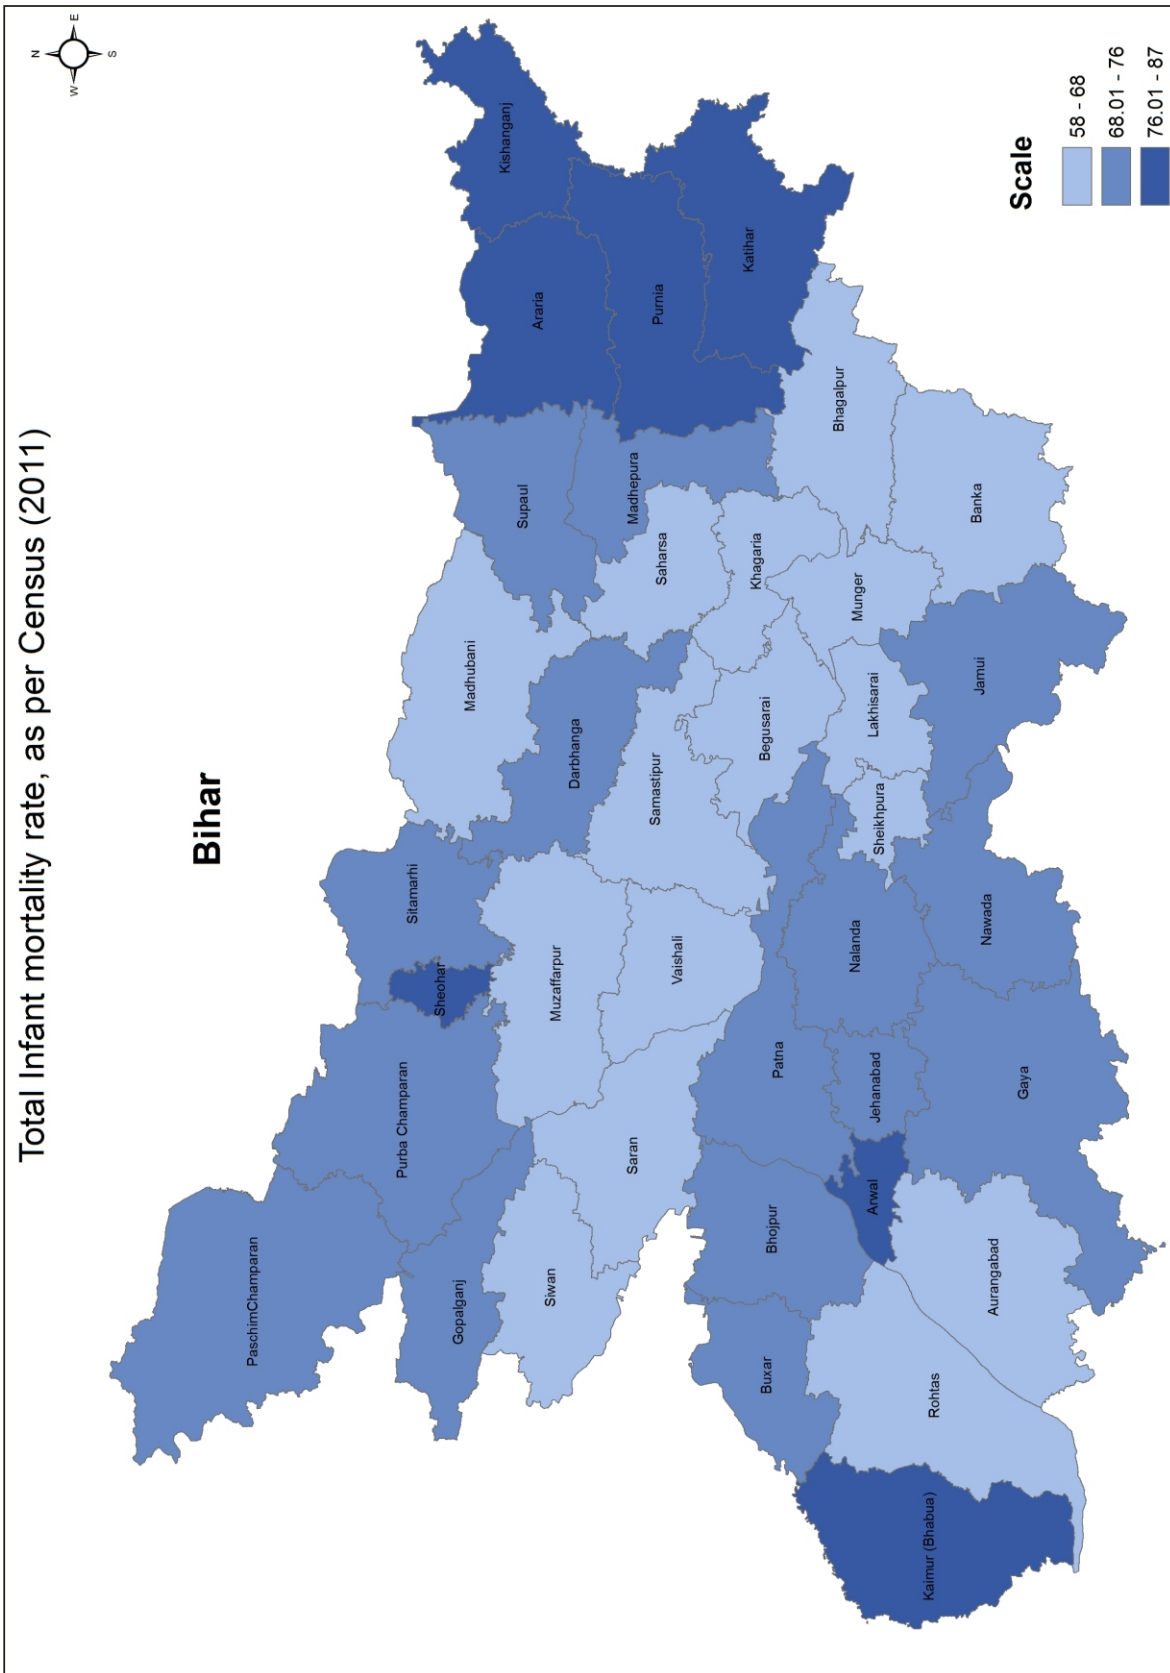 Total Infant mortality rate, as per Census (2011)
Bihar
N
W
E
S
PaschimChamparan
Purba Champaran
Sheohar
Sitamarhi
Gopalganj
Madhubani
Supaul
Araria
Kishanganj
Siwan
Muzaffarpur
Darbhanga
Saran
Vaishali
Samastipur
Saharsa
Madhepura
Purnia
Katihar
Buxar
Bhojpur
Patna
Begusarai
Khagaria
Bhagalpur
Arwal
Jehanabad
Nalanda
Sheikhpura
Lakhisarai
Munger
Kaimur (Bhabua)
Rohtas
Aurangabad
Gaya
Nawada
Jamui
Banka
Scale
58 - 68
68.01 - 76
76.01 - 87